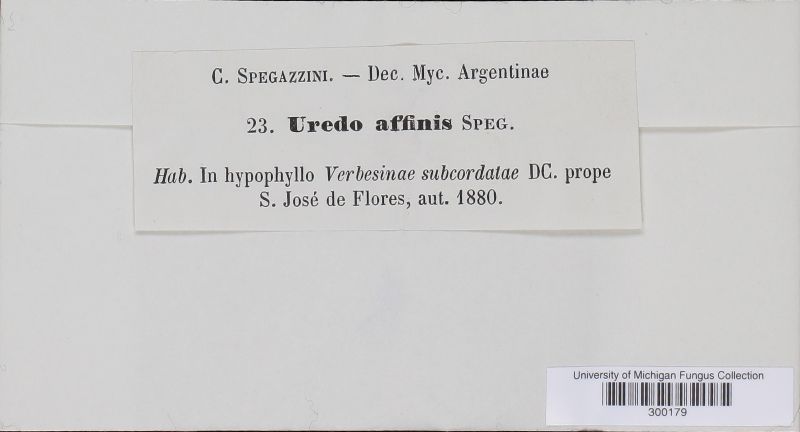 C. Spegazzini. — Dec. Myc. Argentinae
23. Uredo affinis Speg.
Hab. In hypophyllo Verbesinae subcordatae DC. prope
S. José de Flores, aut. 1880.
University of Michigan Fungus Collection
300179